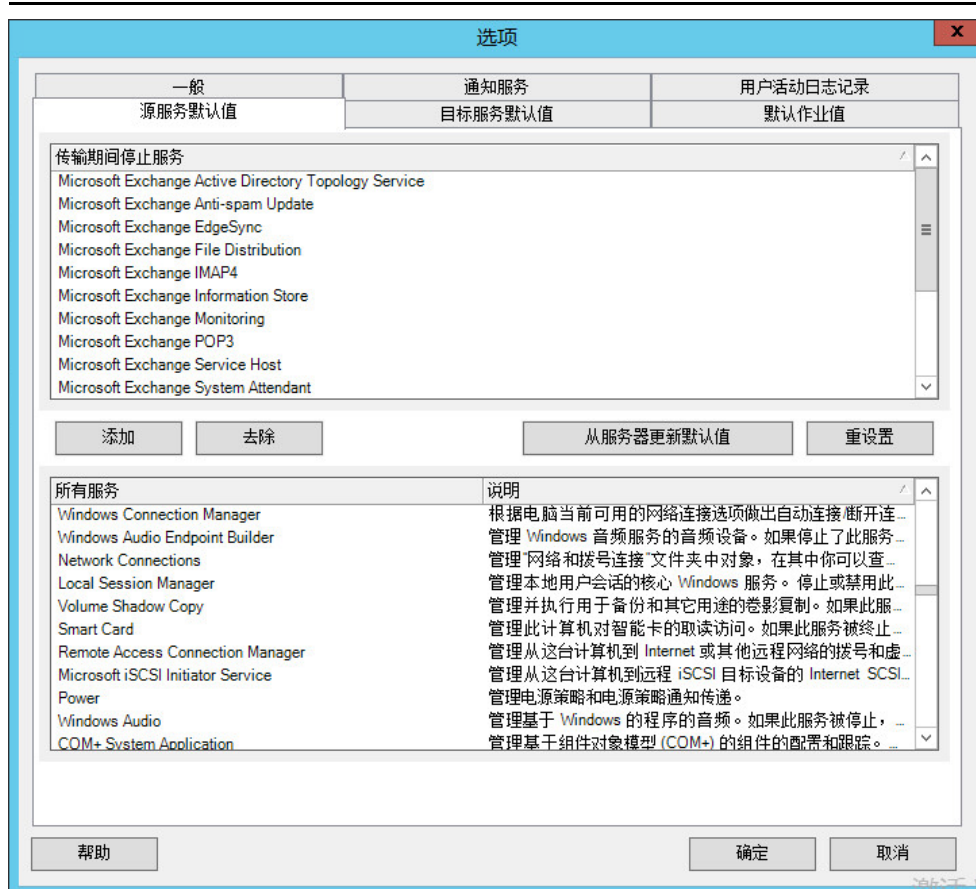 选项
x
一般 通知服务 用户活动日志记录
源服务默认值 目标服务默认值 默认作业值
传输期间停止服务
Microsoft Exchange Active Directory Topology Service
Microsoft Exchange Anti-spam Update
Microsoft Exchange EdgeSync
Microsoft Exchange File Distribution
Microsoft Exchange IMAP4
Microsoft Exchange Information Store
Microsoft Exchange Monitoring
Microsoft Exchange POP3
Microsoft Exchange Service Host
Microsoft Exchange System Attendant
添加 去除 从服务器更新默认值 重设置
所有服务 说明
Windows Connection Manager 根据电脑当前可用的网络连接选项做出自动连接/断开连...
Windows Audio Endpoint Builder 管理 Windows 音频服务的音频设备。如果停止了此服务...
Network Connections 管理"网络和拨号连接"文件夹中对象，在其中你可以查...
Local Session Manager 管理本地用户会话的核心 Windows 服务。停止或禁用此...
Volume Shadow Copy 管理并执行用于备份和其它用途的卷影复制。如果此服...
Smart Card 管理此计算机对智能卡的取读访问。如果此服务被终止...
Remote Access Connection Manager 管理从这台计算机到 Internet 或其他远程网络的拨号和虚...
Microsoft iSCSI Initiator Service 管理从这台计算机到远程 iSCSI 目标设备的 Internet SCSI...
Power 管理电源策略和电源策略通知传递。
Windows Audio 管理基于 Windows 的程序的音频。如果此服务被停止，...
COM+ System Application 管理基于组件对象模型 (COM+) 的组件的配置和跟踪。...
帮助 确定 取消